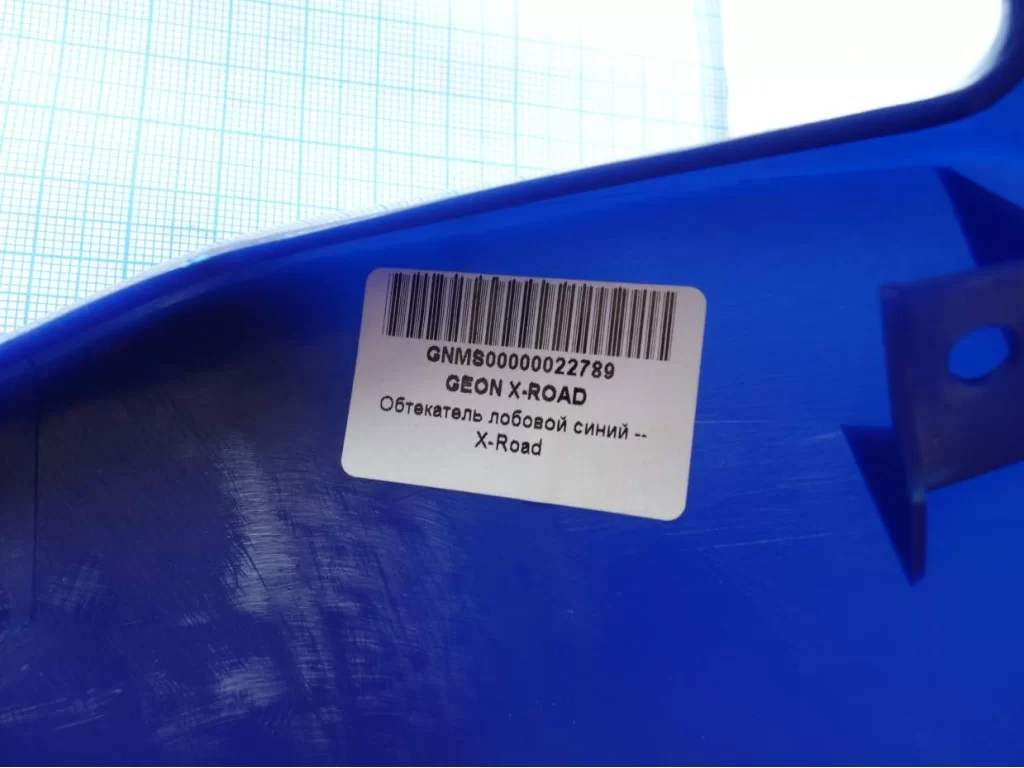 GNMS00000022789
GEON X-ROAD
Обтекатель лобовой синий --
X-Road